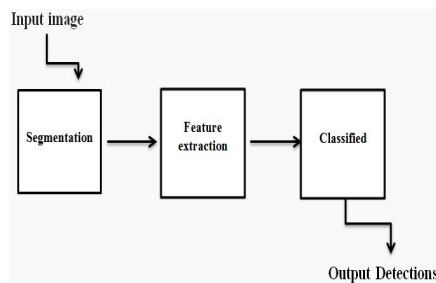 Input image
Segmentation
Feature
extraction
Classified
Output Detections